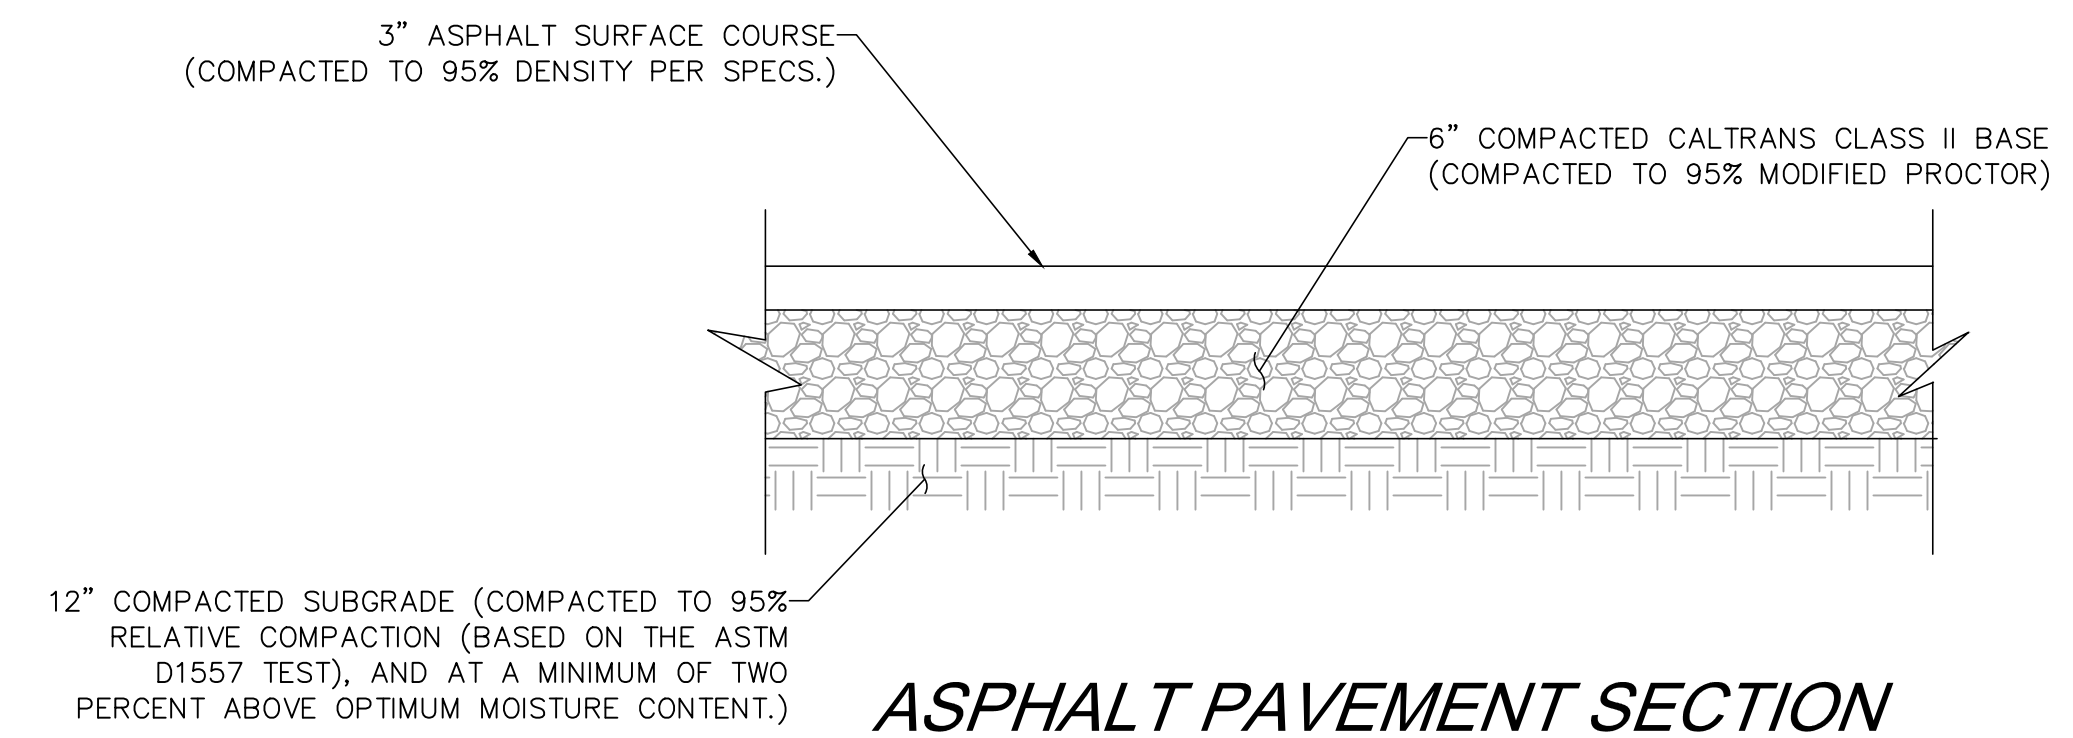 3” ASPHALT SURFACE COURSE
(COMPACTED TO 95% DENSITY PER SPECS.)
6” COMPACTED CALTRANS CLASS II BASE
(COMPACTED TO 95% MODIFIED PROCTOR)
12” COMPACTED SUBGRADE (COMPACTED TO 95%
RELATIVE COMPACTION (BASED ON THE ASTM
D1557 TEST), AND AT A MINIMUM OF TWO
PERCENT ABOVE OPTIMUM MOISTURE CONTENT.)
ASPHALT PAVEMENT SECTION